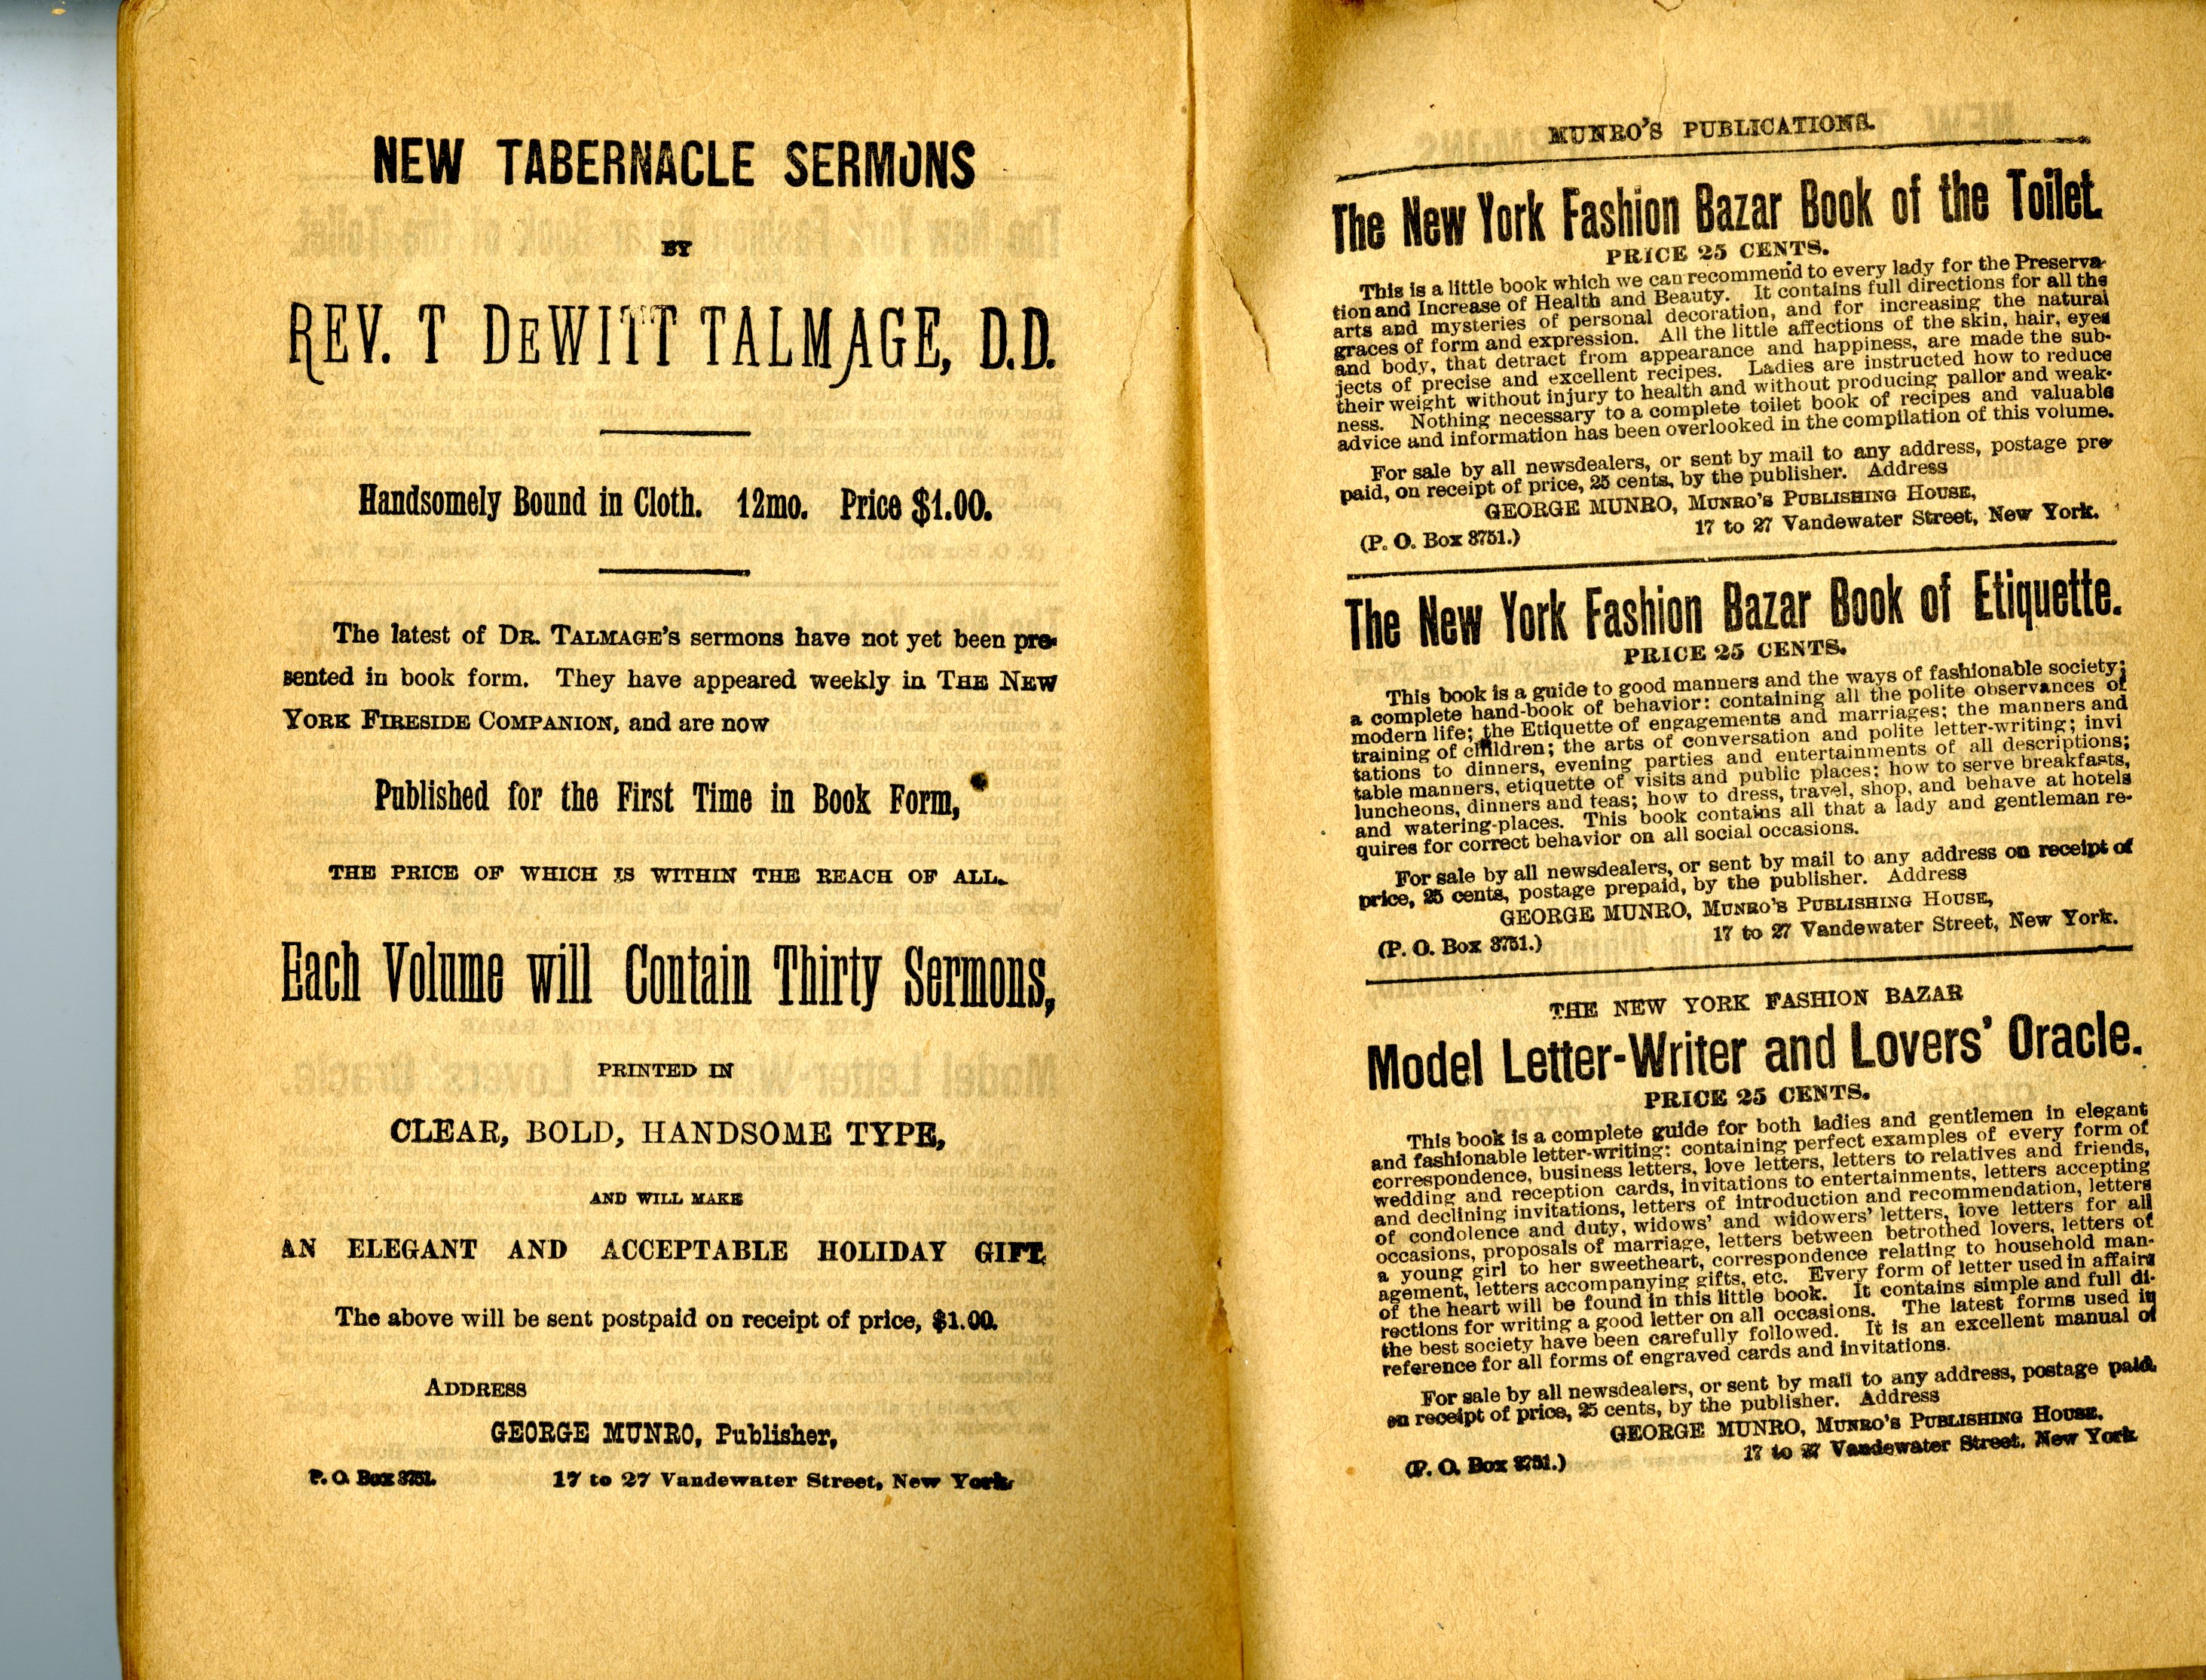 NEW TABERNACLE SERMONS
BY
REV. T DEWITT TALMAGE, D.D.
Handsomely Bound in Cloth. 12mo. Price $1.00.
The latest of DR. TALMAGE'S sermons have not yet been pre-
sented in book form. They have appeared weekly in THE NEW
YORK FIRESIDE COMPANION, and are now
Published for the First Time in Book Form,
THE PRICE OF WHICH IS WITHIN THE REACH OF ALL.
Each Volume will Contain Thirty Sermons,
PRINTED IN
CLEAR, BOLD, HANDSOME TYPE,
AND WILL MAKE
AN ELEGANT AND ACCEPTABLE HOLIDAY GIFT.
The above will be sent postpaid on receipt of price, $1.00.
ADDRESS
GEORGE MUNRO, Publisher,
P. O. Box 3751. 17 to 27 Vandewater Street, New York.
MUNRO'S PUBLICATIONS.
The New York Fashion Bazar Book of the Toilet.
PRICE 25 CENTS.
This is a little book which we can recommend to every lady for the Preserva-
tion and Increase of Health and Beauty. It contains full directions for all the
arts and mysteries of personal decoration, and for increasing the natural
graces of form and expression. All the little affections of the skin, hair, eyes
and body, that detract from appearance and happiness, are made the sub-
jects of precise and excellent recipes. Ladies are instructed how to reduce
their weight without injury to health and without producing pallor and weak-
ness. Nothing necessary to a complete toilet book of recipes and valuable
advice and information has been overlooked in the compilation of this volume.
For sale by all newsdealers, or sent by mail to any address, postage pre-
paid, on receipt of price, 25 cents, by the publisher. Address
GEORGE MUNRO, MUNRO'S PUBLISHING HOUSE,
(P. O. Box 3751.) 17 to 27 Vandewater Street, New York.
The New York Fashion Bazar Book of Etiquette.
PRICE 25 CENTS.
This book is a guide to good manners and the ways of fashionable society;
a complete hand-book of behavior: containing all the polite observances of
modern life; the Etiquette of engagements and marriages; the manners and
training of children; the arts of conversation and polite letter-writing; invi
tations to dinners, evening parties and entertainments of all descriptions;
table manners, etiquette of visits and public places; how to serve breakfasts,
luncheons, dinners and teas; how to dress, travel, shop, and behave at hotels
and watering-places. This book contains all that a lady and gentleman re-
quires for correct behavior on all social occasions.
For sale by all newsdealers, or sent by mail to any address on receipt of
price, 25 cents, postage prepaid, by the publisher. Address
GEORGE MUNRO, MUNRO'S PUBLISHING HOUSE,
(P. O. Box 3751.) 17 to 27 Vandewater Street, New York.
THE NEW YORK FASHION BAZAR
Model Letter-Writer and Lovers' Oracle.
PRICE 25 CENTS.
This book is a complete guide for both ladies and gentlemen in elegant
and fashionable letter-writing: containing perfect examples of every form of
correspondence, business letters, love letters, letters to relatives and friends,
wedding and reception cards, invitations to entertainments, letters accepting
and declining invitations, letters of introduction and recommendation, letters
of condolence and duty, widows' and widowers' letters, love letters for all
occasions, proposals of marriage, letters between betrothed lovers, letters of
a young girl to her sweetheart, correspondence relating to household man-
agement, letters accompanying gifts, etc. Every form of letter used in affairs
of the heart will be found in this little book. It contains simple and full di-
rections for writing a good letter on all occasions. The latest forms used in
the best society have been carefully followed. It is an excellent manual of
reference for all forms of engraved cards and invitations.
For sale by all newsdealers, or sent by mail to any address, postage paid,
on receipt of price, 25 cents, by the publisher. Address
GEORGE MUNRO, MUNRO'S PUBLISHING HOUSE,
(P. O. Box 3751.) 17 to 27 Vandewater Street, New York.